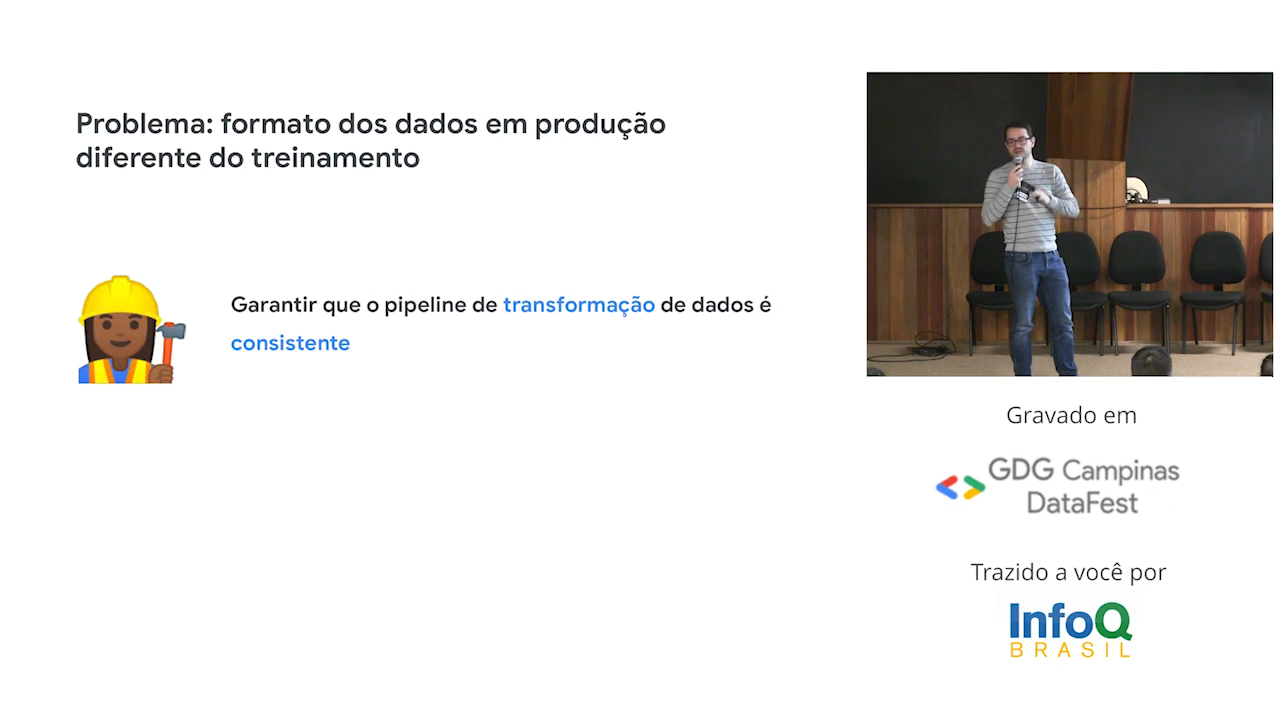 Problema: formato dos dados em produção
diferente do treinamento
Garantir que o pipeline de transformação de dados é
consistente
Gravado em
GDG Campinas
DataFest
Trazido a você por
InfoQ
BRASIL